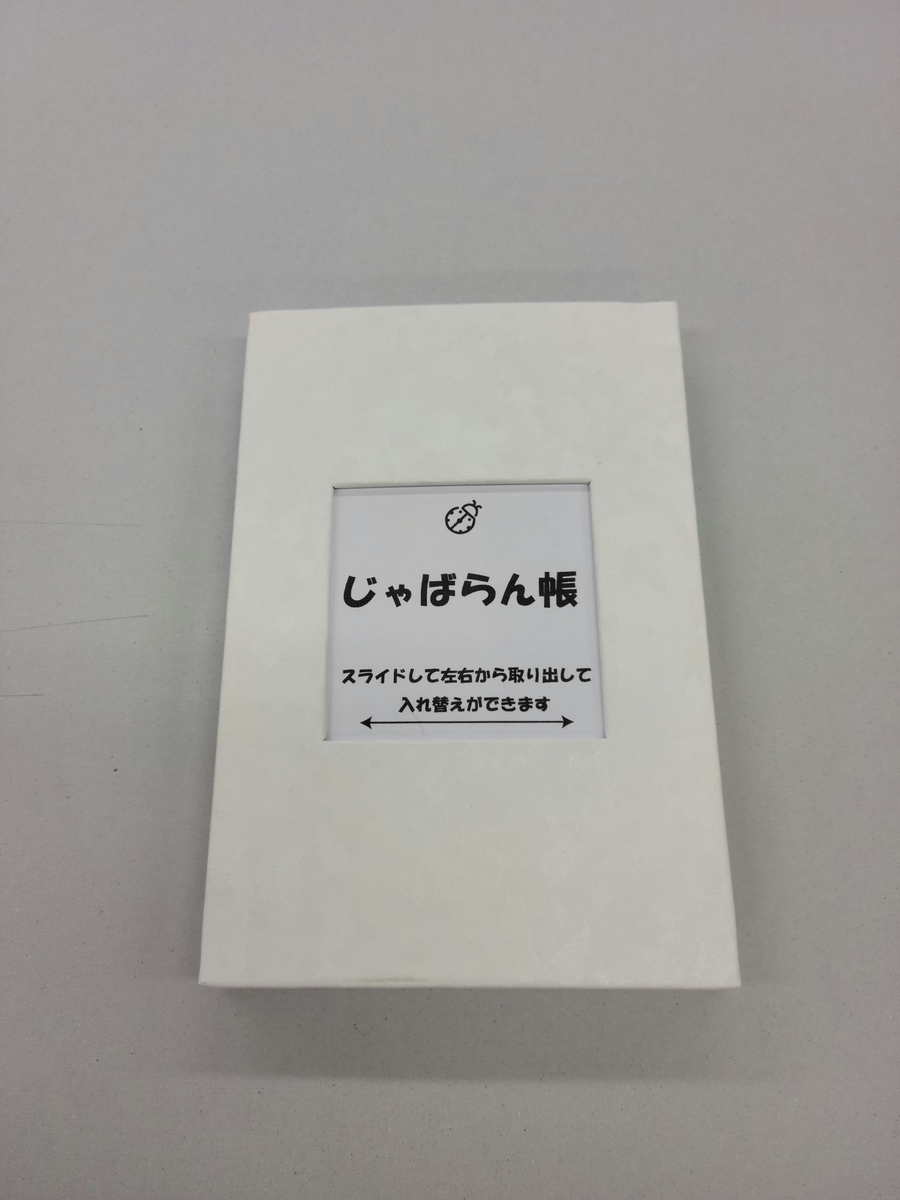 じゃばらん帳
スライドして左右から取り出して
入れ替えができます